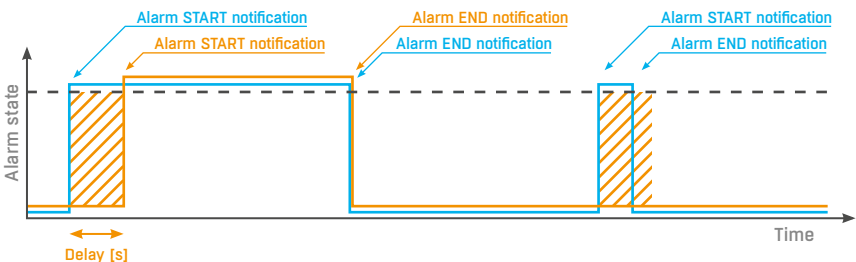 Alarm START notification
Alarm END notification
Alarm START notification
Alarm START notification
Alarm END notification
Alarm END notification
Alarm state
Time
Delay [s]